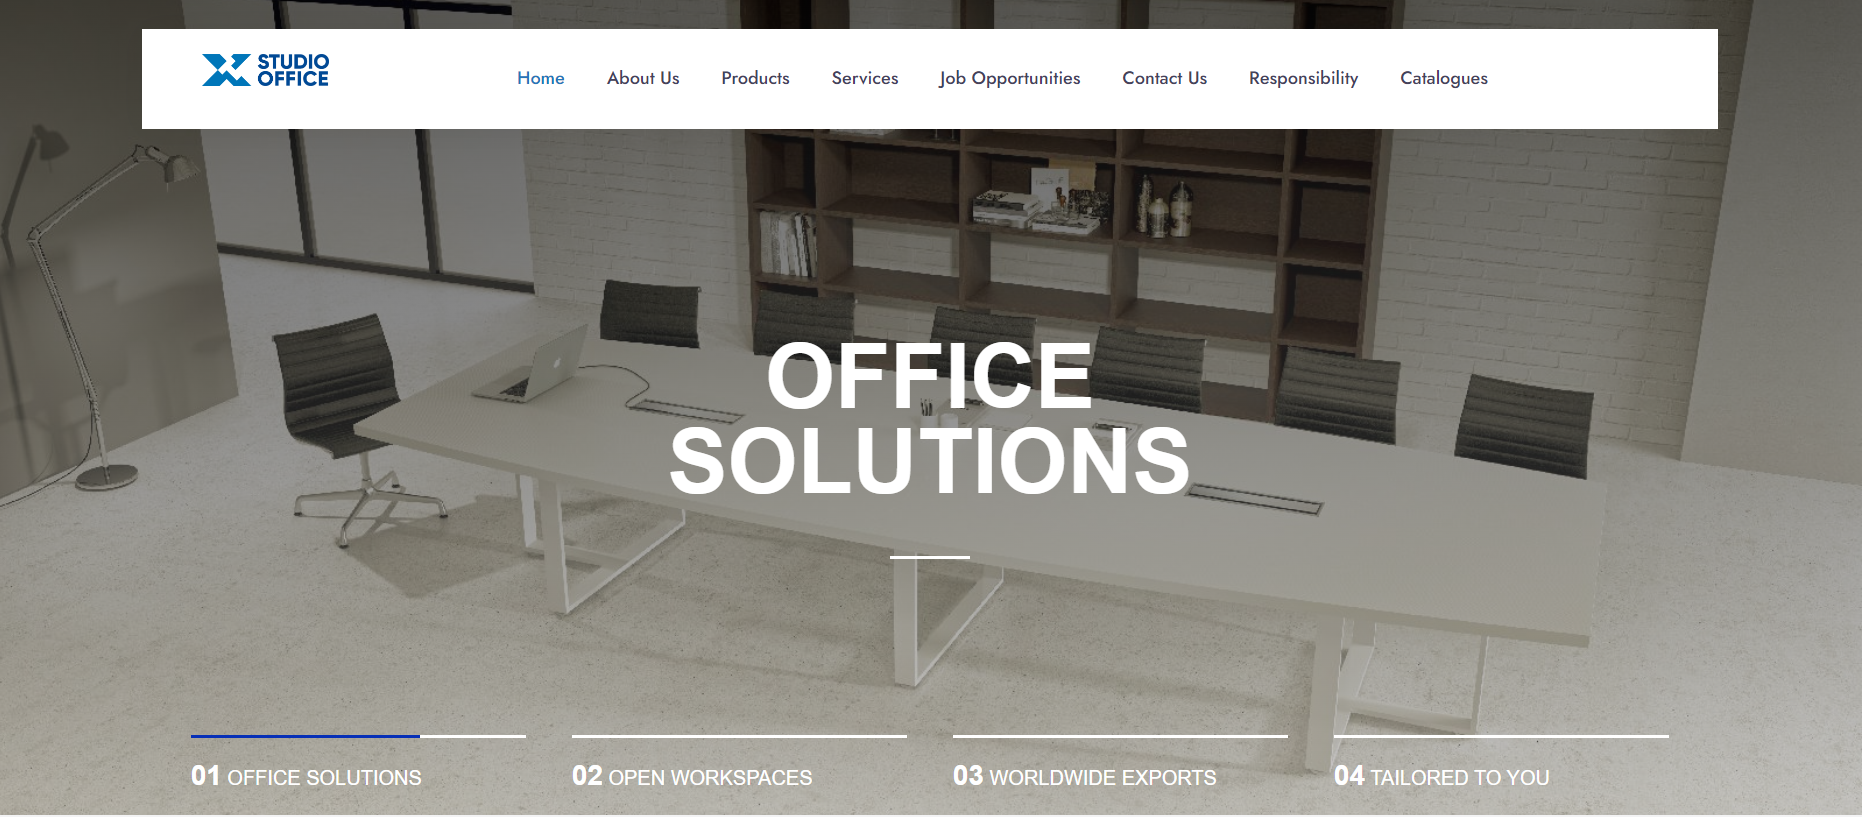 STUDIO
OFFICE
Home About Us Products Services Job Opportunities Contact Us Responsibility Catalogues
OFFICE
SOLUTIONS
01 OFFICE SOLUTIONS 02 OPEN WORKSPACES 03 WORLDWIDE EXPORTS 04 TAILORED TO YOU